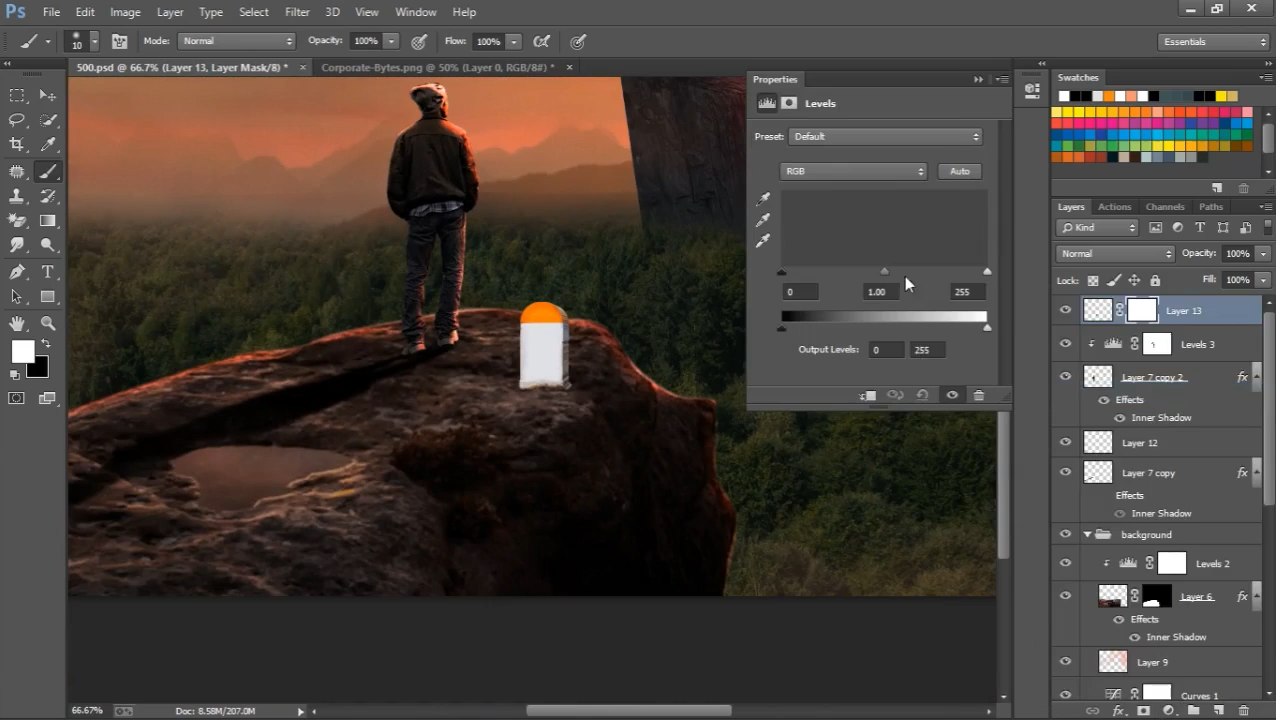 Ps File Edit Image Layer Type Select Filter 3D View Window Help
10 Mode: Normal Opacity: 100% Flow: 100% Essentials
500.psd @ 66.7% (Layer 13, Layer Mask/8) * × Corporate-Bytes.png @ 50% (Layer 0, RGB/8#) * ×
Properties
Levels
Preset: Default
RGB Auto
0 1.00 255
Output Levels: 0 255
Swatches
Layers Actions Channels Paths
Kind
Normal Opacity: 100%
Lock: Fill: 100%
Layer 13
Levels 3
Layer 7 copy 2 fx
Effects
Inner Shadow
Layer 12
Layer 7 copy fx
Effects
Inner Shadow
background
Levels 2
Layer 6 fx
Effects
Inner Shadow
Layer 9
Curves 1
66.67% Doc: 8.58M/207.0M